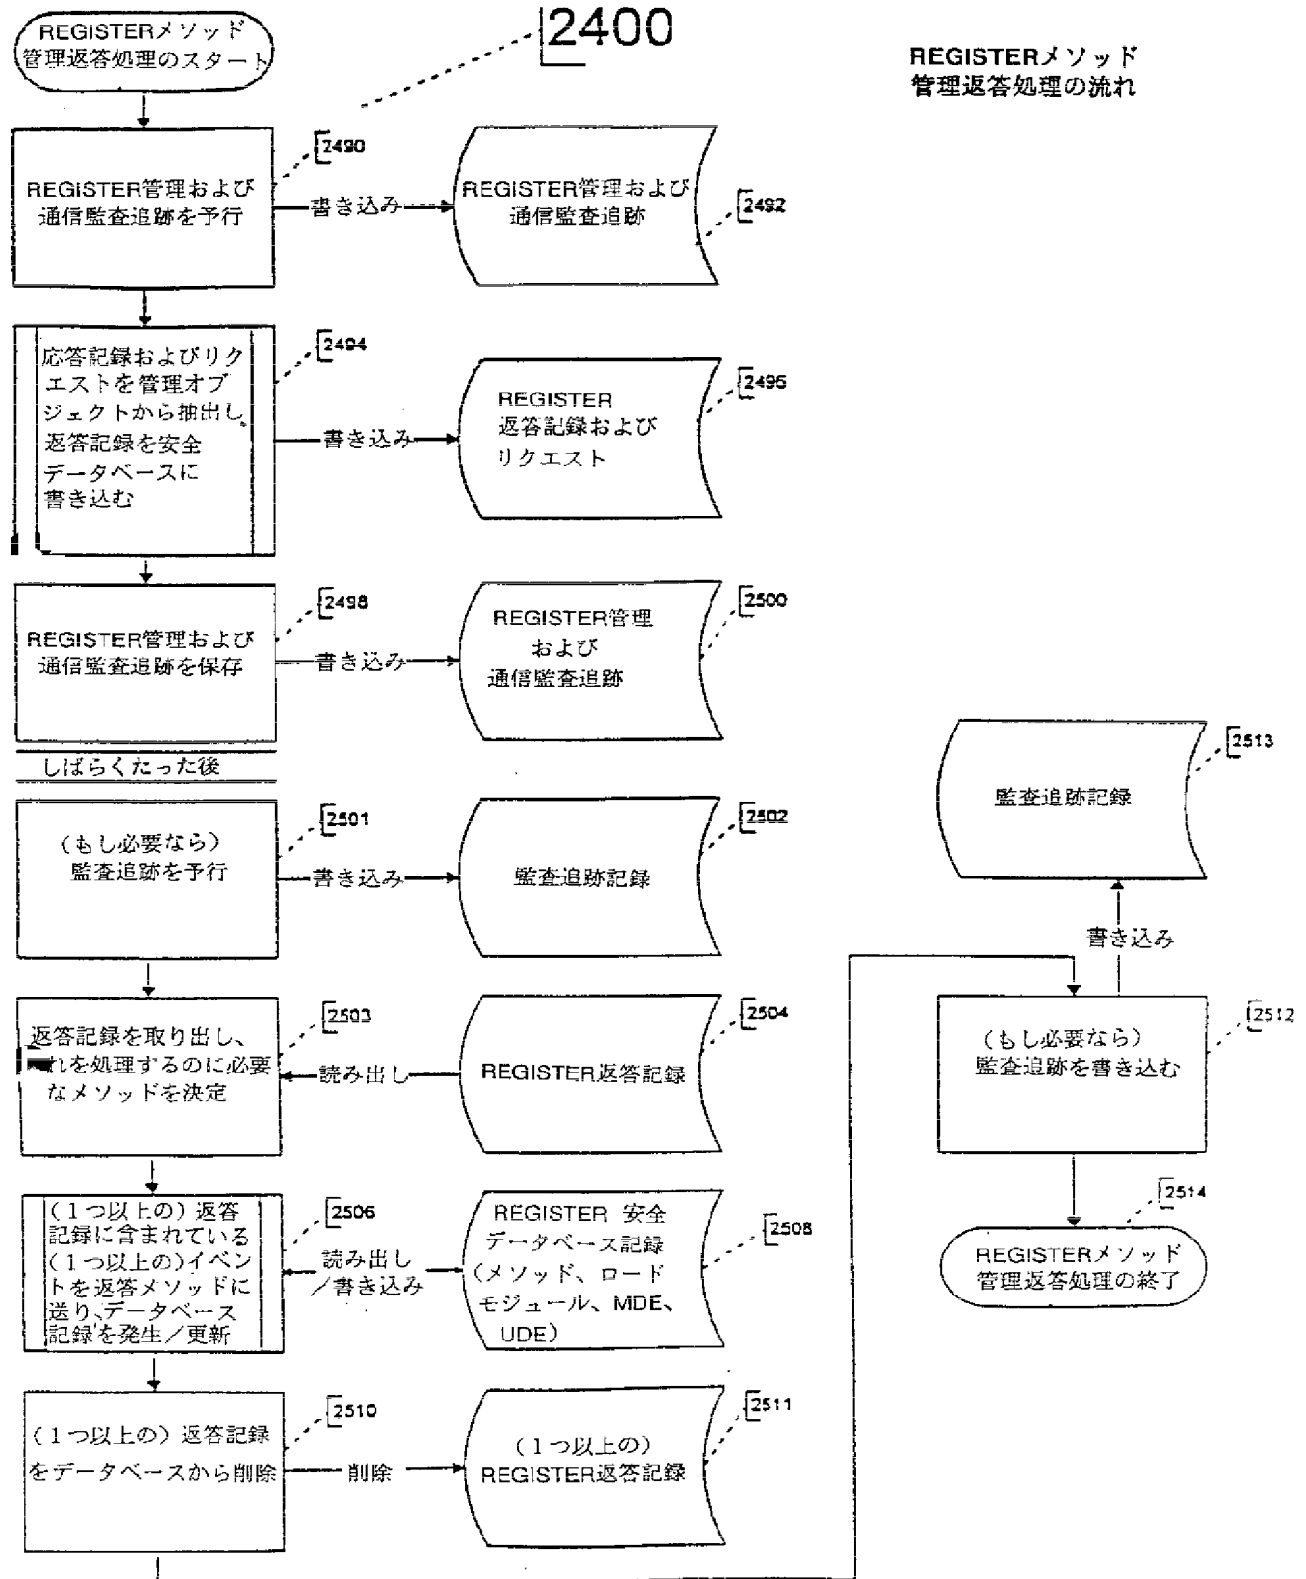 REGISTERメソッド
管理返答処理のスタート
2400
REGISTERメソッド
管理返答処理の流れ
2490
REGISTER管理および
通信監査追跡を予行
書き込み
REGISTER管理および
通信監査追跡
2492
2494
応答記録およびリク
エストを管理オブ
ジェクトから抽出し、
返答記録を安全
データベースに
書き込む
書き込み
REGISTER
返答記録および
リクエスト
2496
2498
REGISTER管理および
通信監査追跡を保存
書き込み
REGISTER管理
および
通信監査追跡
2500
しばらくたった後
2501
(もし必要なら)
監査追跡を予行
書き込み
監査追跡記録
2502
監査追跡記録
2513
書き込み
2503
返答記録を取り出し、
れを処理するのに必要
なメソッドを決定
読み出し
REGISTER返答記録
2504
(もし必要なら)
監査追跡を書き込む
2512
2506
(1つ以上の)返答
記録に含まれている
(1つ以上の)イベン
トを返答メソッドに
送り、データベース
記録を発生/更新
読み出し
/書き込み
REGISTER 安全
データベース記録
(メソッド、ロード
モジュール、MDE、
UDE)
2508
2514
REGISTERメソッド
管理返答処理の終了
2510
(1つ以上の)返答記録
をデータベースから削除
削除
(1つ以上の)
REGISTER返答記録
2511